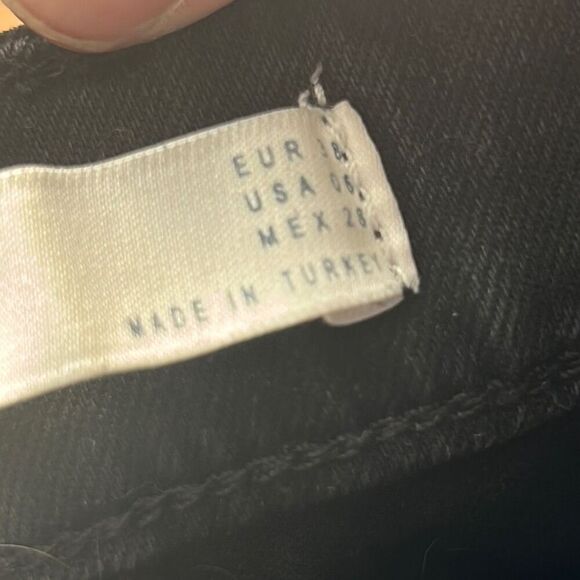 EUR 38
USA 06
MEX 28
MADE IN TURKEY